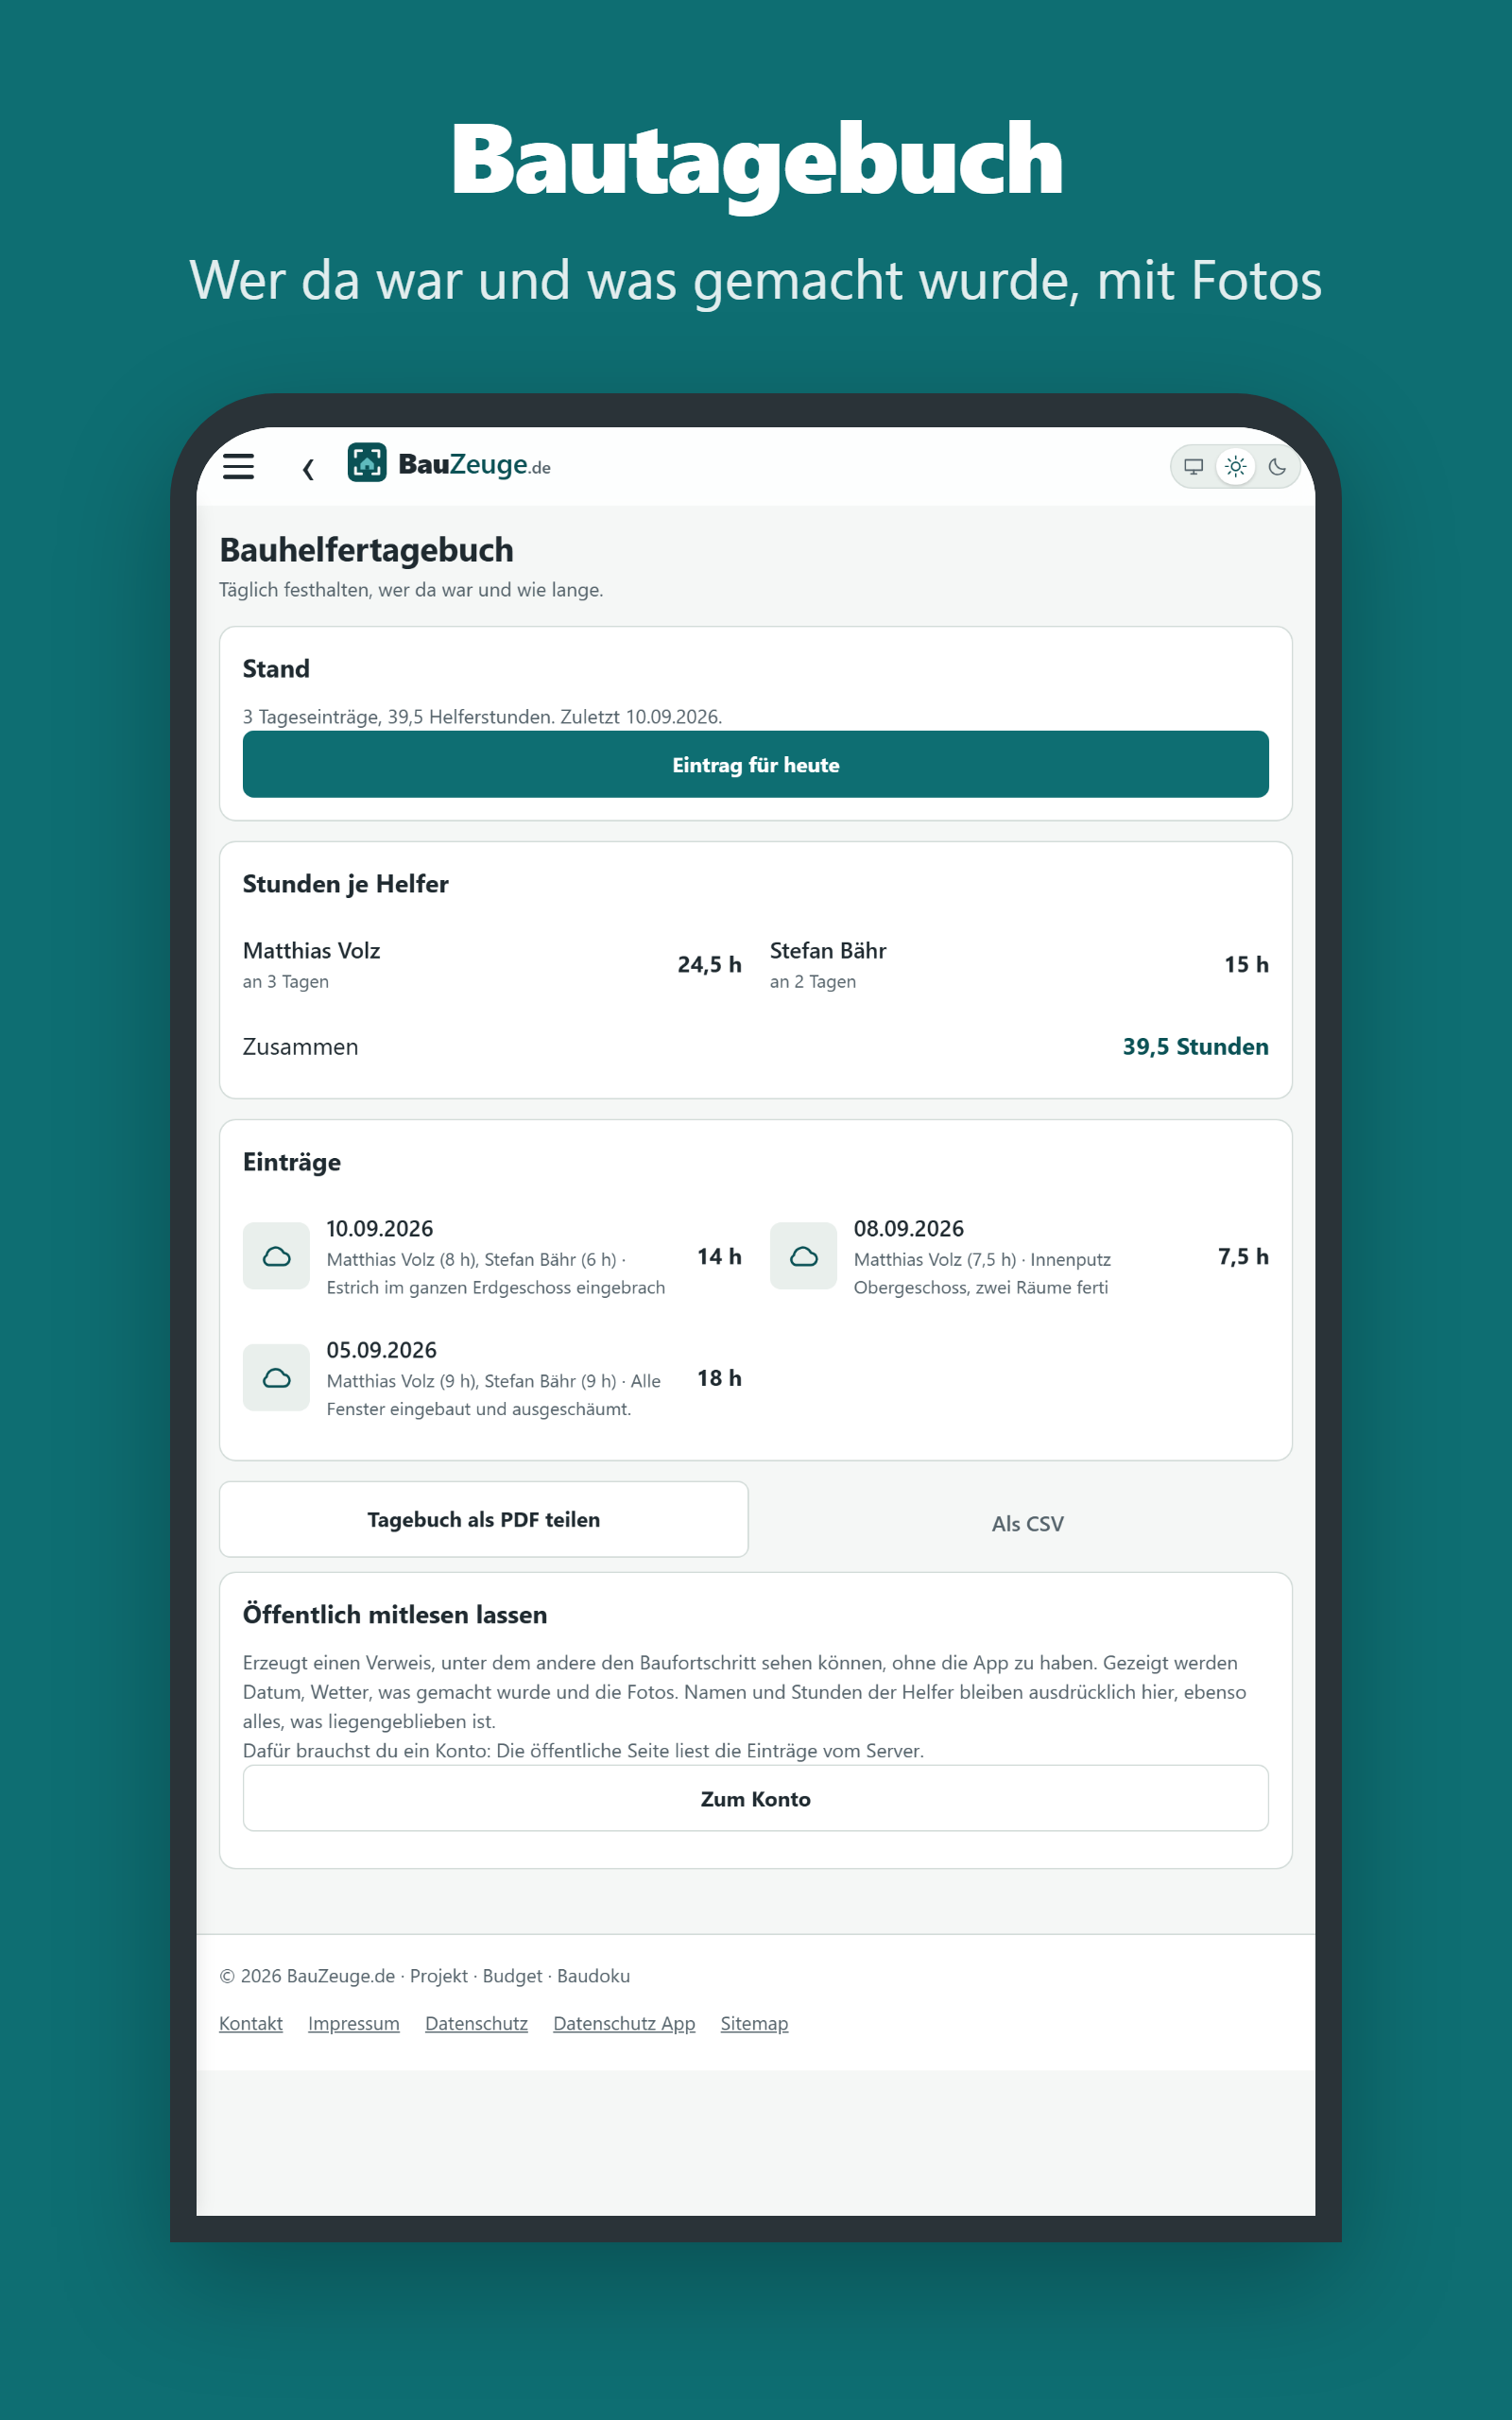 Bautagebuch
Wer da war und was gemacht wurde, mit Fotos
BauZeuge.de
Bauhelfertagebuch
Täglich festhalten, wer da war und wie lange.
Stand
3 Tageseinträge, 39,5 Helferstunden. Zuletzt 10.09.2026.
Eintrag für heute
Stunden je Helfer
Matthias Volz
an 3 Tagen
24,5 h
Stefan Bähr
an 2 Tagen
15 h
Zusammen
39,5 Stunden
Einträge
10.09.2026
Matthias Volz (8 h), Stefan Bähr (6 h) ·
Estrich im ganzen Erdgeschoss eingebrach
14 h
08.09.2026
Matthias Volz (7,5 h) · Innenputz
Obergeschoss, zwei Räume ferti
7,5 h
05.09.2026
Matthias Volz (9 h), Stefan Bähr (9 h) · Alle
Fenster eingebaut und ausgeschäumt.
18 h
Tagebuch als PDF teilen
Als CSV
Öffentlich mitlesen lassen
Erzeugt einen Verweis, unter dem andere den Baufortschritt sehen können, ohne die App zu haben. Gezeigt werden
Datum, Wetter, was gemacht wurde und die Fotos. Namen und Stunden der Helfer bleiben ausdrücklich hier, ebenso
alles, was liegengeblieben ist.
Dafür brauchst du ein Konto: Die öffentliche Seite liest die Einträge vom Server.
Zum Konto
© 2026 BauZeuge.de · Projekt · Budget · Baudoku
Kontakt Impressum Datenschutz Datenschutz App Sitemap